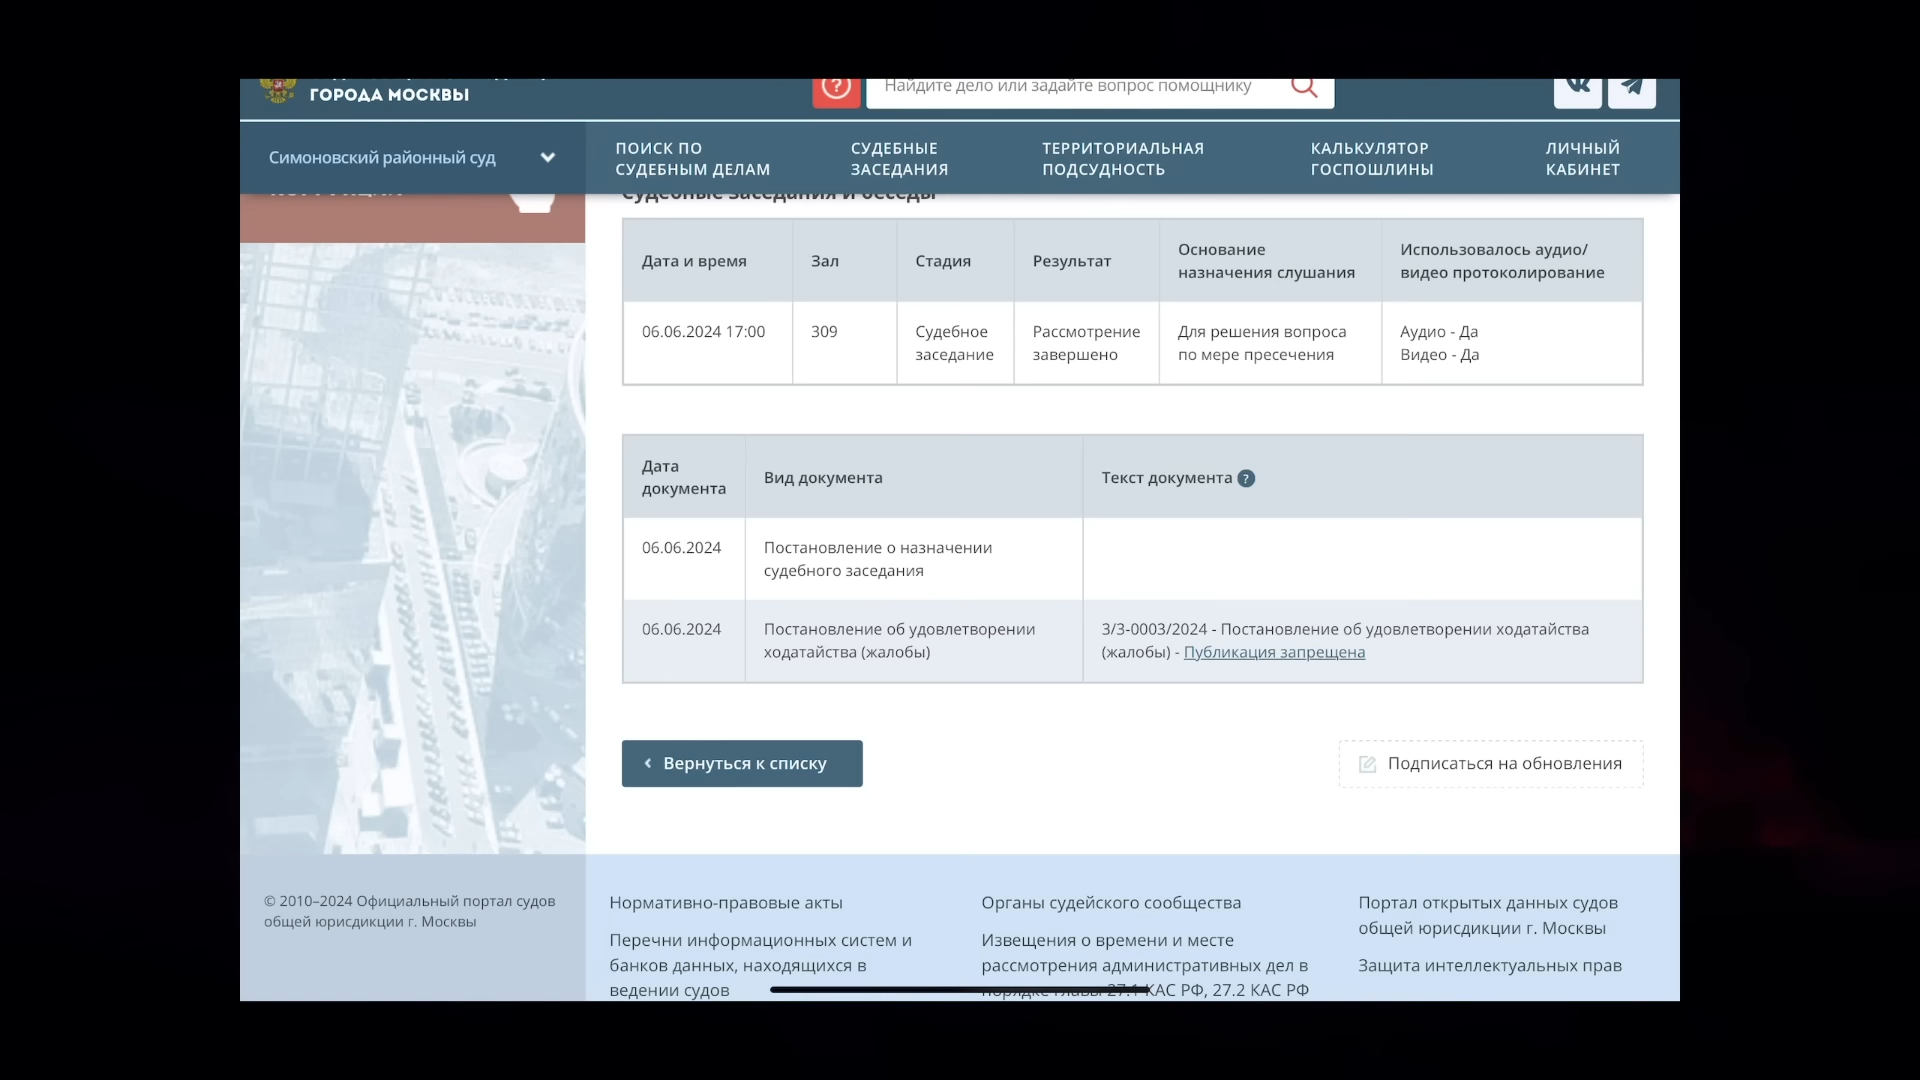 ГОРОДА МОСКВЫ
Найдите дело или задайте вопрос помощнику
Симоновский районный суд
ПОИСК ПО
СУДЕБНЫМ ДЕЛАМ
СУДЕБНЫЕ
ЗАСЕДАНИЯ
ТЕРРИТОРИАЛЬНАЯ
ПОДСУДНОСТЬ
КАЛЬКУЛЯТОР
ГОСПОШЛИНЫ
ЛИЧНЫЙ
КАБИНЕТ
Судебные заседания и беседы
Дата и время
Зал
Стадия
Результат
Основание
назначения слушания
Использовалось аудио/
видео протоколирование
06.06.2024 17:00
309
Судебное
заседание
Рассмотрение
завершено
Для решения вопроса
по мере пресечения
Аудио - Да
Видео - Да
Дата
документа
Вид документа
Текст документа ?
06.06.2024
Постановление о назначении
судебного заседания
06.06.2024
Постановление об удовлетворении
ходатайства (жалобы)
3/3-0003/2024 - Постановление об удовлетворении ходатайства
(жалобы) - Публикация запрещена
Вернуться к списку
Подписаться на обновления
© 2010–2024 Официальный портал судов
общей юрисдикции г. Москвы
Нормативно-правовые акты
Перечни информационных систем и
банков данных, находящихся в
ведении судов
Органы судейского сообщества
Извещения о времени и месте
рассмотрения административных дел в
порядке главы 27.1 КАС РФ, 27.2 КАС РФ
Портал открытых данных судов
общей юрисдикции г. Москвы
Защита интеллектуальных прав